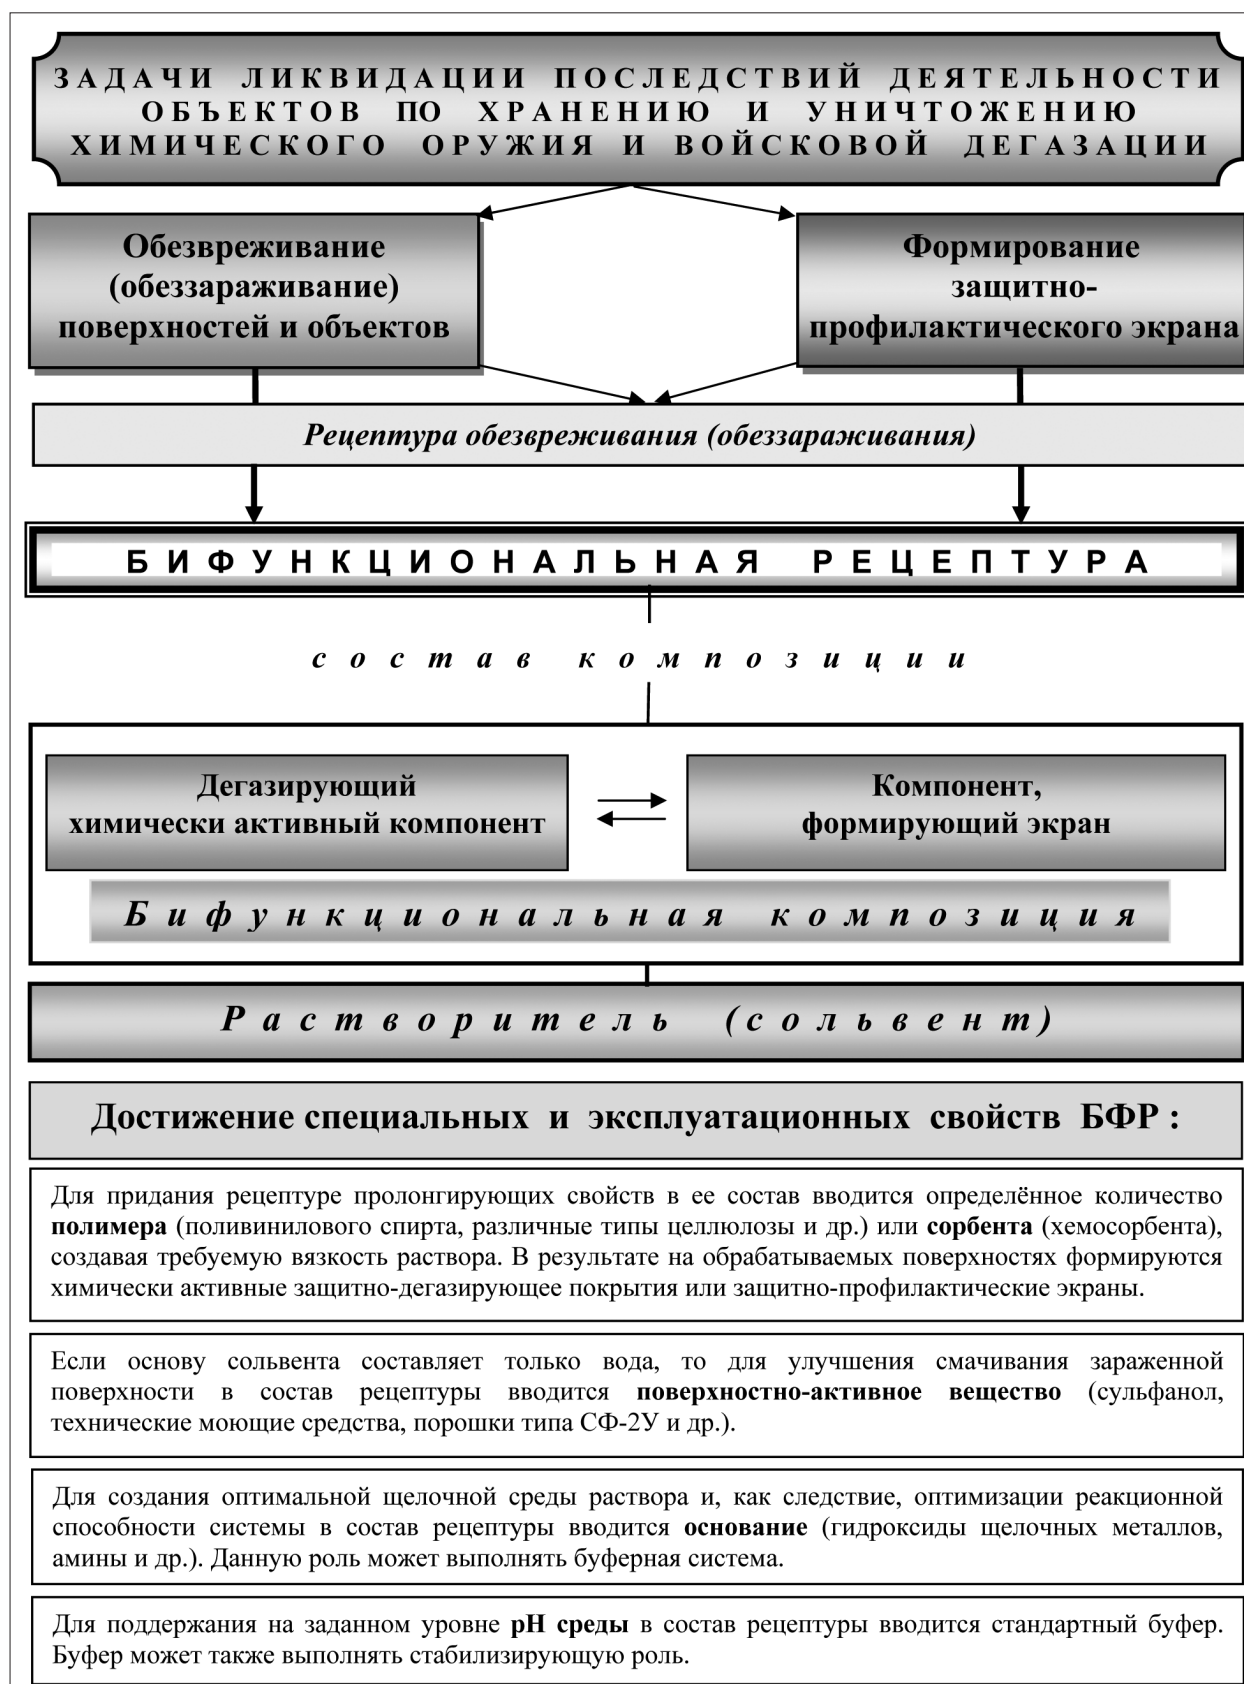 ЗАДАЧИ ЛИКВИДАЦИИ ПОСЛЕДСТВИЙ ДЕЯТЕЛЬНОСТИ
ОБЪЕКТОВ ПО ХРАНЕНИЮ И УНИЧТОЖЕНИЮ
ХИМИЧЕСКОГО ОРУЖИЯ И ВОЙСКОВОЙ ДЕГАЗАЦИИ
Обезвреживание
(обеззараживание)
поверхностей и объектов
Формирование
защитно-
профилактического экрана
Рецептура обезвреживания (обеззараживания)
БИФУНКЦИОНАЛЬНАЯ РЕЦЕПТУРА
состав композиции
Дегазирующий
химически активный компонент
Компонент,
формирующий экран
Бифункциональная композиция
Растворитель (сольвент)
Достижение специальных и эксплуатационных свойств БФР :
Для придания рецептуре пролонгирующих свойств в ее состав вводится определённое количество
полимера (поливинилового спирта, различные типы целлюлозы и др.) или сорбента (хемосорбента),
создавая требуемую вязкость раствора. В результате на обрабатываемых поверхностях формируются
химически активные защитно-дегазирующее покрытия или защитно-профилактические экраны.
Если основу сольвента составляет только вода, то для улучшения смачивания зараженной
поверхности в состав рецептуры вводится поверхностно-активное вещество (сульфанол,
технические моющие средства, порошки типа СФ-2У и др.).
Для создания оптимальной щелочной среды раствора и, как следствие, оптимизации реакционной
способности системы в состав рецептуры вводится основание (гидроксиды щелочных металлов,
амины и др.). Данную роль может выполнять буферная система.
Для поддержания на заданном уровне pH среды в состав рецептуры вводится стандартный буфер.
Буфер может также выполнять стабилизирующую роль.